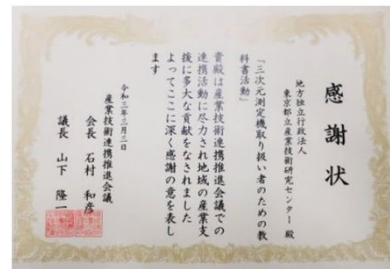 感謝状
地方独立行政法人
東京都立産業技術研究センター 殿
「三次元測定機取り扱い者のための教
科書活動」
貴殿は産業技術連携推進会議での
連携活動に尽力され地域の産業支
援に多大な貢献をなされました
よってここに深く感謝の意を表し
ます
令和三年三月二日
産業技術連携推進会議
会長 石村 和彦
議長 山下 隆一